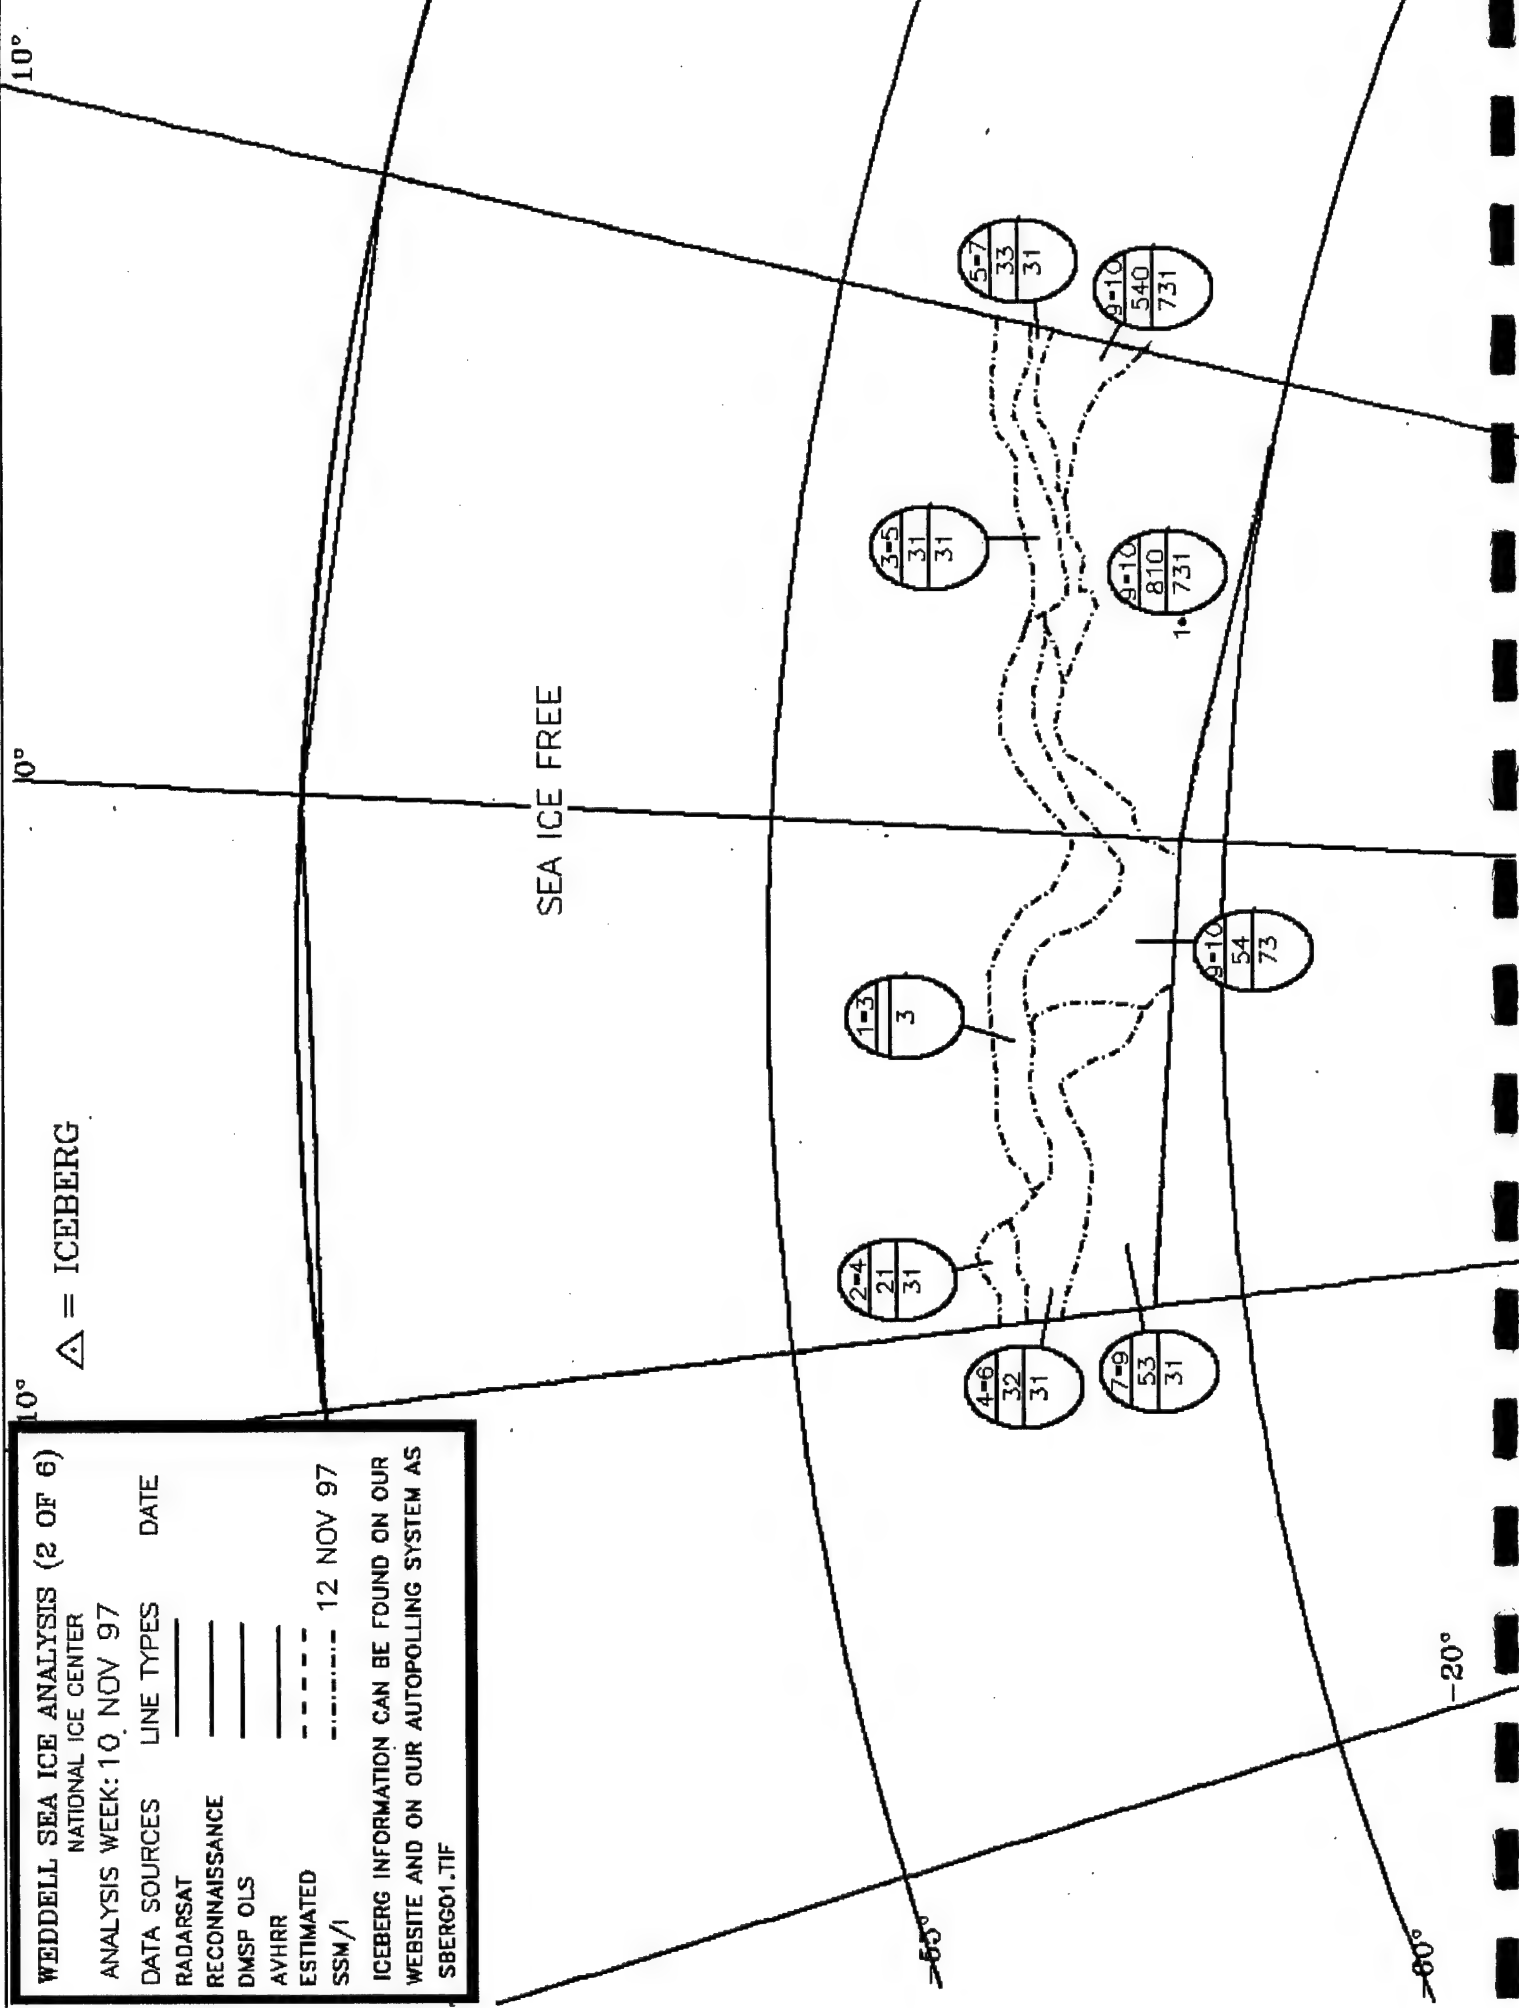 WEDDELL SEA ICE ANALYSIS (2 OF 6)
NATIONAL ICE CENTER
ANALYSIS WEEK: 10 NOV 97
DATA SOURCES LINE TYPES DATE
RADARSAT
RECONNAISSANCE
DMSP OLS
AVHRR
ESTIMATED
SSM/I 12 NOV 97
ICEBERG INFORMATION CAN BE FOUND ON OUR
WEBSITE AND ON OUR AUTOPOLLING SYSTEM AS
SBERG01.TIF
10°
0°
10°
△ = ICEBERG
SEA ICE FREE
2-4
21
31
1-3
3
3-5
31
31
5-7
33
31
4-6
32
31
7-9
53
31
9-10
54
73
9-10
810
731
1•
9-10
540
731
-55°
-60°
-20°